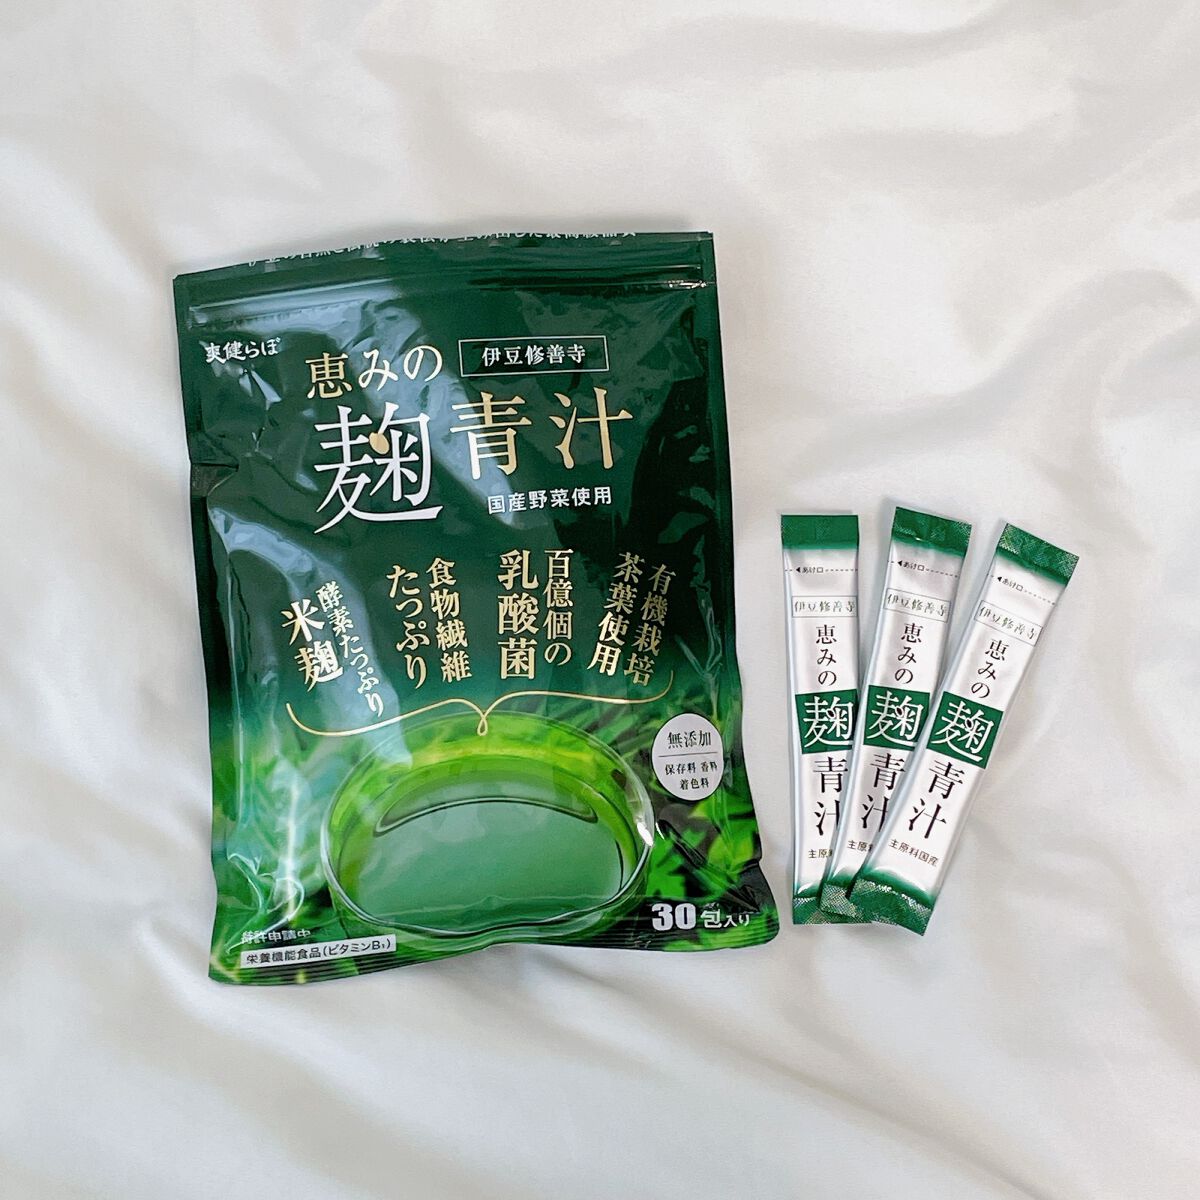 爽健らぼ
恵みの
伊豆修善寺
麹青汁
国産野菜使用
有機栽培
茶葉使用
百億個の
乳酸菌
食物繊維
たっぷり
酵素たっぷり
米麹
無添加
保存料 香料
着色料
30包入り
特許申請中
栄養機能食品(ビタミンB₁)
◀あけ口
伊豆修善寺
恵みの
麹
青汁
主原
◀あけ口
伊豆修善寺
恵みの
麹
青汁
主原料
◀あけ口
伊豆修善寺
恵みの
麹
青汁
主原料国産